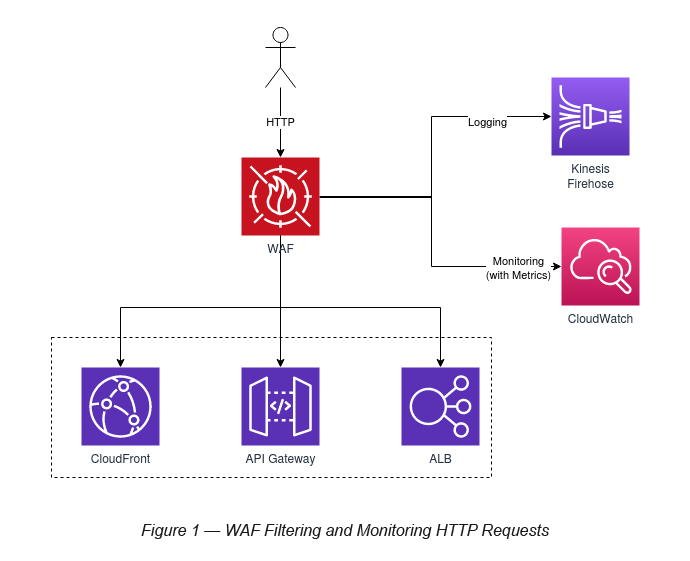 HTTP
WAF
Logging
Kinesis
Firehose
Monitoring
(with Metrics)
CloudWatch
CloudFront
API Gateway
ALB
Figure 1 — WAF Filtering and Monitoring HTTP Requests